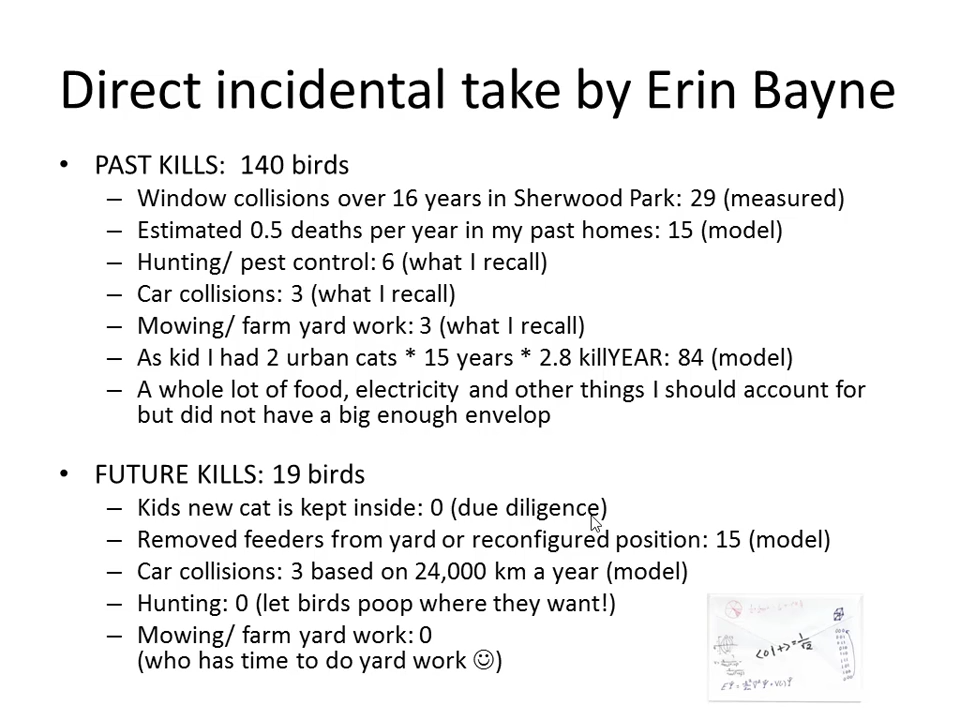 Direct incidental take by Erin Bayne
• PAST KILLS: 140 birds
– Window collisions over 16 years in Sherwood Park: 29 (measured)
– Estimated 0.5 deaths per year in my past homes: 15 (model)
– Hunting/ pest control: 6 (what I recall)
– Car collisions: 3 (what I recall)
– Mowing/ farm yard work: 3 (what I recall)
– As kid I had 2 urban cats * 15 years * 2.8 killYEAR: 84 (model)
– A whole lot of food, electricity and other things I should account for
but did not have a big enough envelop
• FUTURE KILLS: 19 birds
– Kids new cat is kept inside: 0 (due diligence)
– Removed feeders from yard or reconfigured position: 15 (model)
– Car collisions: 3 based on 24,000 km a year (model)
– Hunting: 0 (let birds poop where they want!)
– Mowing/ farm yard work: 0
(who has time to do yard work ☺)